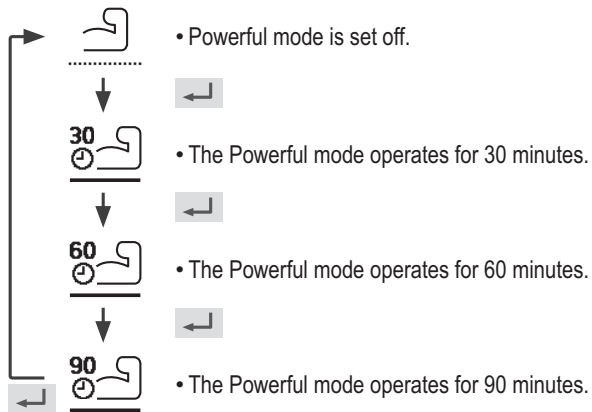 • Powerful mode is set off.
30
• The Powerful mode operates for 30 minutes.
60
• The Powerful mode operates for 60 minutes.
90
• The Powerful mode operates for 90 minutes.